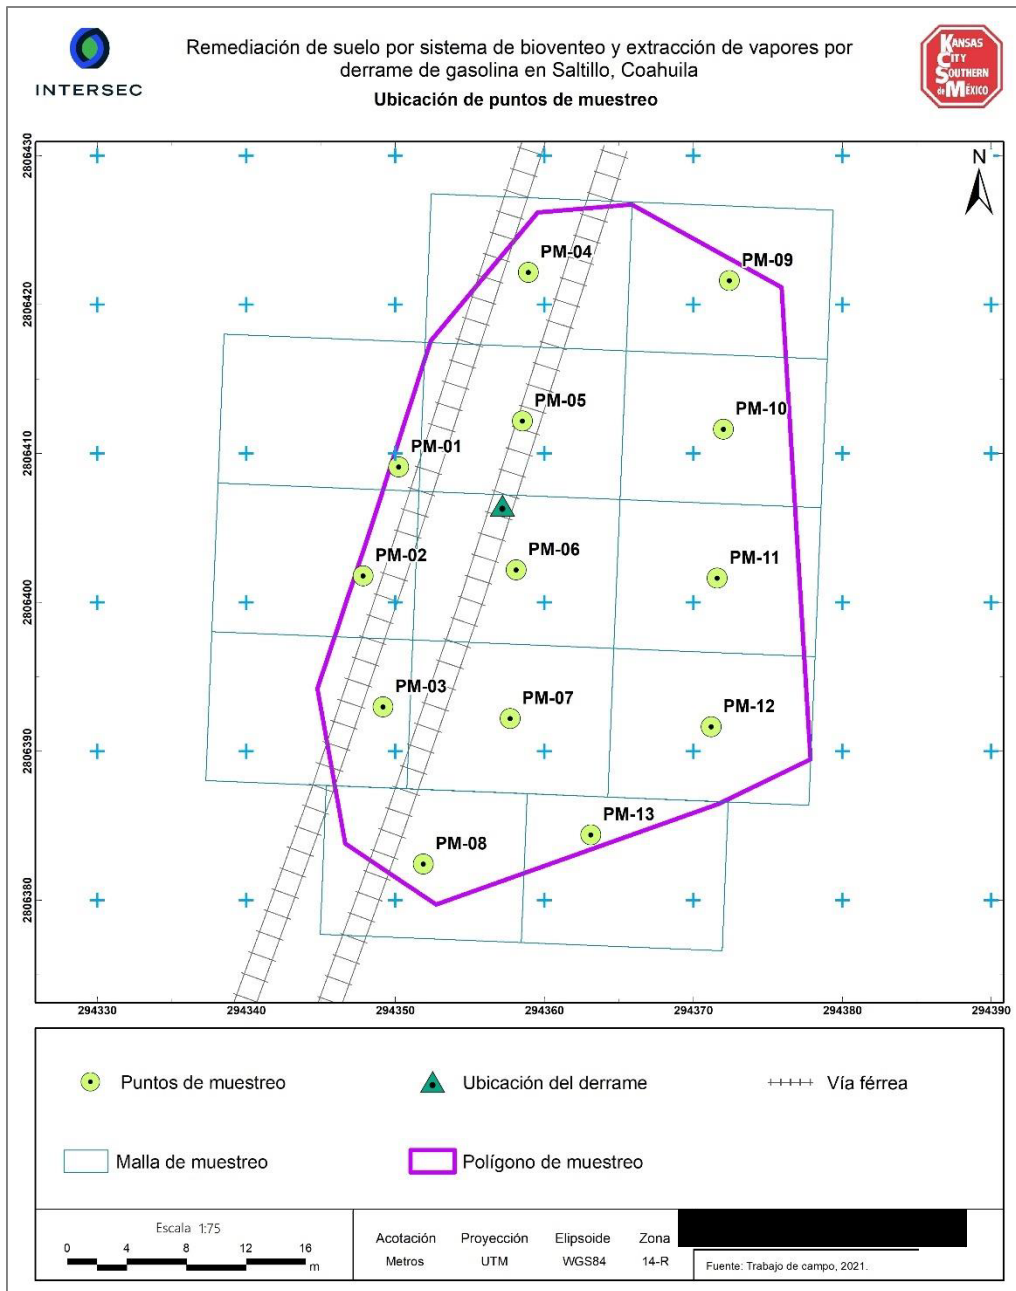 INTERSEC
Remediación de suelo por sistema de bioventeo y extracción de vapores por
derrame de gasolina en Saltillo, Coahuila
Ubicación de puntos de muestreo
KANSAS
CITY
SOUTHERN
de MÉXICO
N
2806430
2806420
2806410
2806400
2806390
2806380
PM-04
PM-09
PM-05
PM-10
PM-01
PM-02
PM-06
PM-11
PM-03
PM-07
PM-12
PM-13
PM-08
294330
294340
294350
294360
294370
294380
294390
Puntos de muestreo
Ubicación del derrame
Vía férrea
Malla de muestreo
Polígono de muestreo
Escala 1:75
0 4 8 12 16
m
Acotación Proyección Elipsoide Zona
Metros UTM WGS84 14-R
Fuente: Trabajo de campo, 2021.